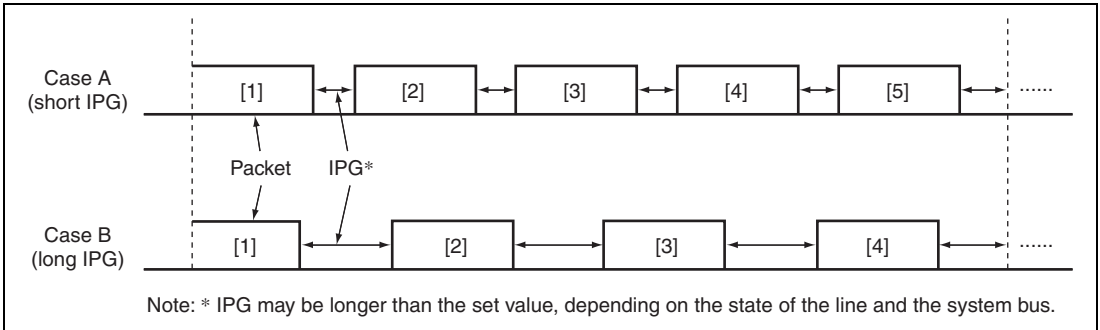 Case A
(short IPG)
[1] [2] [3] [4] [5] ······
Packet IPG*
Case B
(long IPG)
[1] [2] [3] [4] ······
Note: * IPG may be longer than the set value, depending on the state of the line and the system bus.